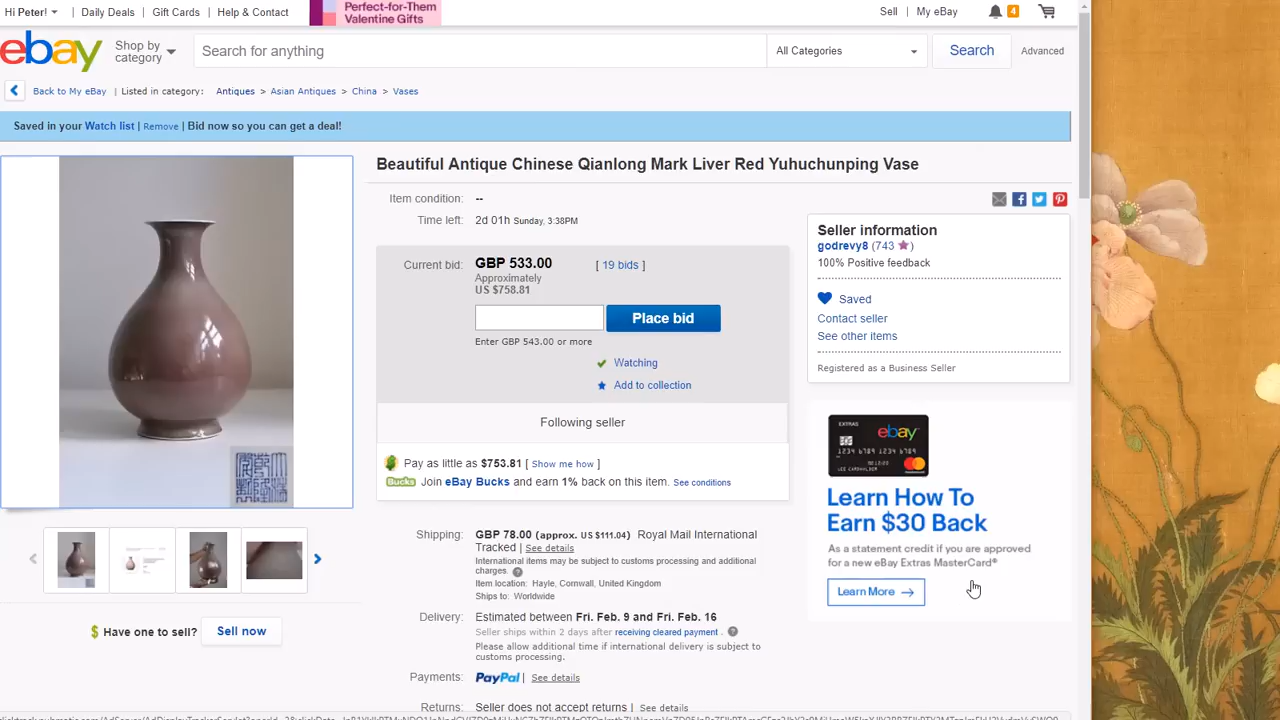 Hi Peter! Daily Deals Gift Cards Help & Contact
Perfect-for-Them
Valentine Gifts
Sell My eBay 4
ebay
Shop by
category
Search for anything
All Categories
Search
Advanced
Back to My eBay | Listed in category: Antiques > Asian Antiques > China > Vases
Saved in your Watch list | Remove | Bid now so you can get a deal!
Beautiful Antique Chinese Qianlong Mark Liver Red Yuhuchunping Vase
Item condition: --
Time left: 2d 01h Sunday, 3:38PM
Current bid: GBP 533.00 [ 19 bids ]
Approximately
US $758.81
Place bid
Enter GBP 543.00 or more
Watching
Add to collection
Following seller
Pay as little as $753.81 [ Show me how ]
Bucks Join eBay Bucks and earn 1% back on this item. See conditions
Shipping: GBP 78.00 (approx. US $111.04) Royal Mail International
Tracked | See details
International items may be subject to customs processing and additional
charges. ?
Item location: Hayle, Cornwall, United Kingdom
Ships to: Worldwide
Delivery: Estimated between Fri. Feb. 9 and Fri. Feb. 16
Seller ships within 2 days after receiving cleared payment . ?
Please allow additional time if international delivery is subject to
customs processing.
Payments: PayPal | See details
Returns: Seller does not accept returns | See details
$ Have one to sell? Sell now
Seller information
godrevy8 (743 )
100% Positive feedback
Saved
Contact seller
See other items
Registered as a Business Seller
EXTRAS ebay
LEE CARDHOLDER
Learn How To
Earn $30 Back
As a statement credit if you are approved
for a new eBay Extras MasterCard®
Learn More →